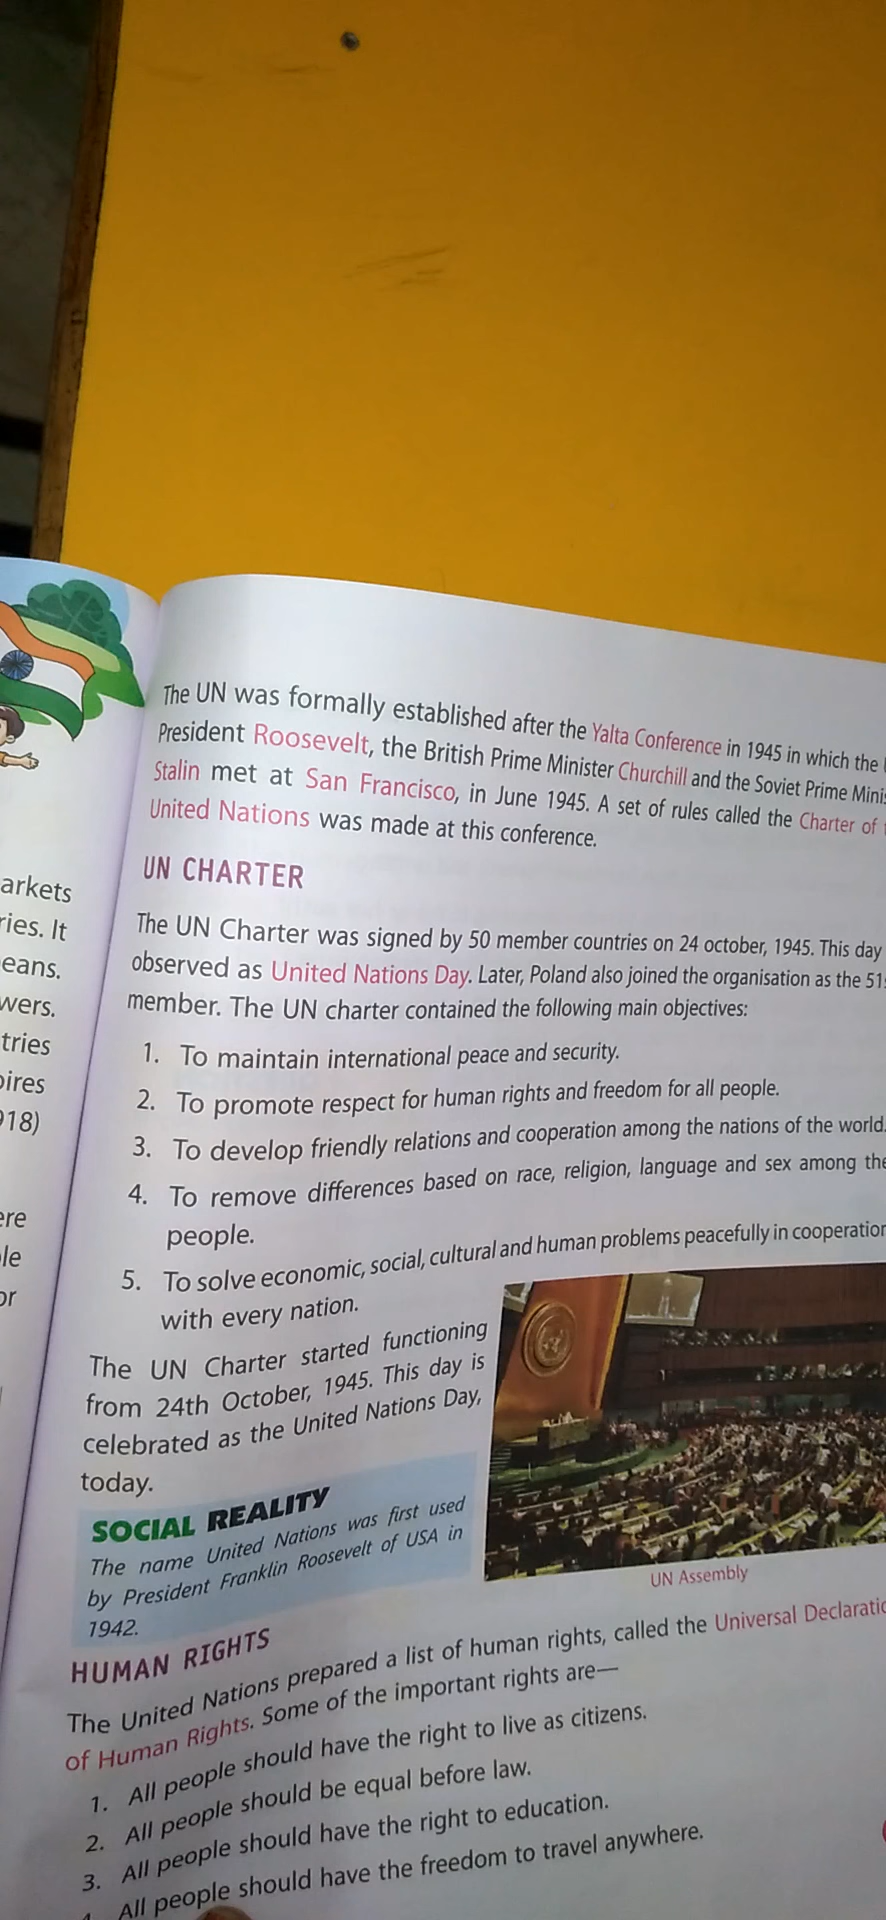 arkets
ries. It
eans.
wers.
tries
pires
918)
ere
le
or
The UN was formally established after the Yalta Conference in 1945 in which the
President Roosevelt, the British Prime Minister Churchill and the Soviet Prime Minis
Stalin met at San Francisco, in June 1945. A set of rules called the Charter of
United Nations was made at this conference.
UN CHARTER
The UN Charter was signed by 50 member countries on 24 october, 1945. This day
observed as United Nations Day. Later, Poland also joined the organisation as the 51s
member. The UN charter contained the following main objectives:
1. To maintain international peace and security.
2. To promote respect for human rights and freedom for all people.
3. To develop friendly relations and cooperation among the nations of the world.
4. To remove differences based on race, religion, language and sex among the
people.
5. To solve economic, social, cultural and human problems peacefully in cooperation
with every nation.
The UN Charter started functioning
from 24th October, 1945. This day is
celebrated as the United Nations Day,
today.
SOCIAL REALITY
The name United Nations was first used
by President Franklin Roosevelt of USA in
1942.
UN Assembly
HUMAN RIGHTS
The United Nations prepared a list of human rights, called the Universal Declaratio
of Human Rights. Some of the important rights are—
1. All people should have the right to live as citizens.
2. All people should be equal before law.
3. All people should have the right to education.
All people should have the freedom to travel anywhere.